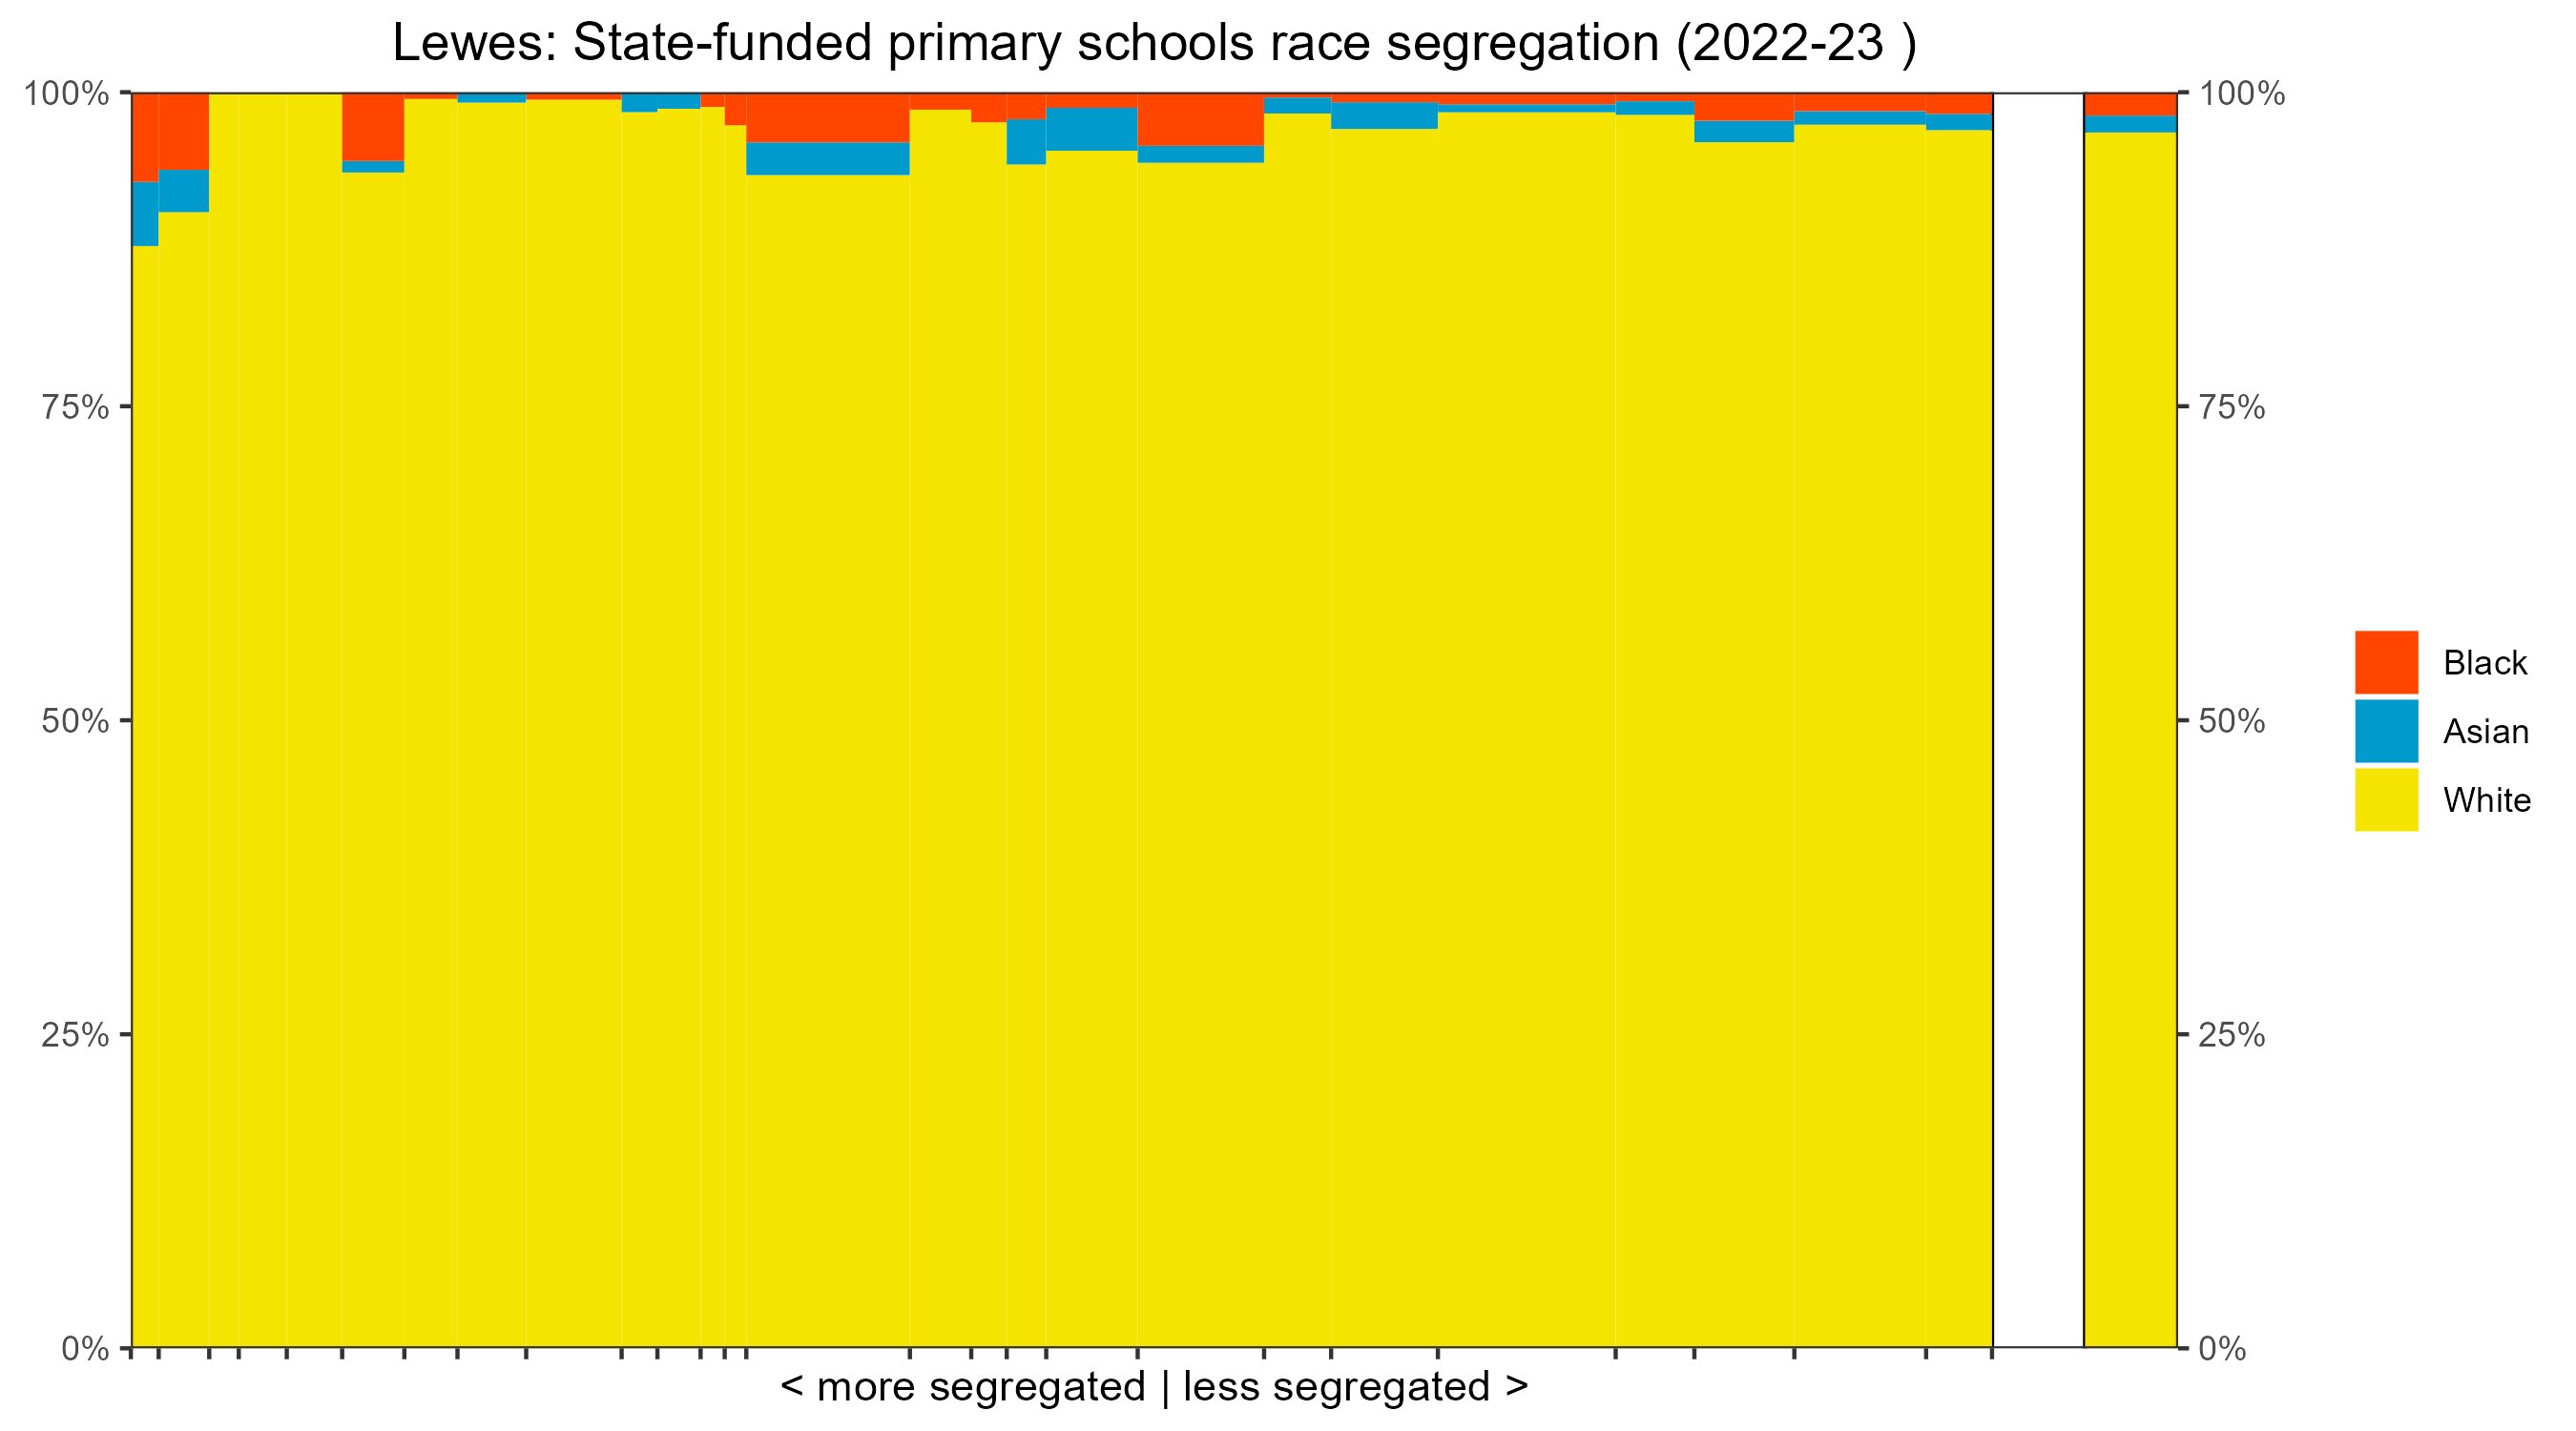 Lewes: State-funded primary schools race segregation (2022-23 )
100%
75%
50%
25%
0%
100%
75%
50%
25%
0%
Black
Asian
White
< more segregated | less segregated >